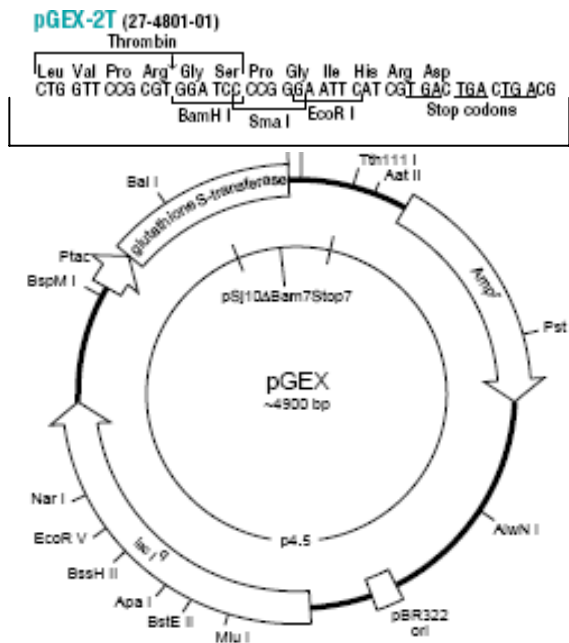 pGEX-2T (27-4801-01)
Thrombin
Leu Val Pro Arg Gly Ser Pro Gly Ile His Arg Asp
CTG GTT CCG CGT GGA TCC CCG GGA ATT CAT CGT GAC TGA CTG ACG
BamH I
Sma I
EcoR I
Stop codons
Tth111 I
Aat II
Bal I
glutathione S-transferase
Ptac
BspM I
Ampr
Pst
pSj10ΔBam7Stop7
pGEX
~4900 bp
Nar I
EcoR V
BssH II
Apa I
BstE II
Mlu I
p4.5
AlwN I
pBR322
ori